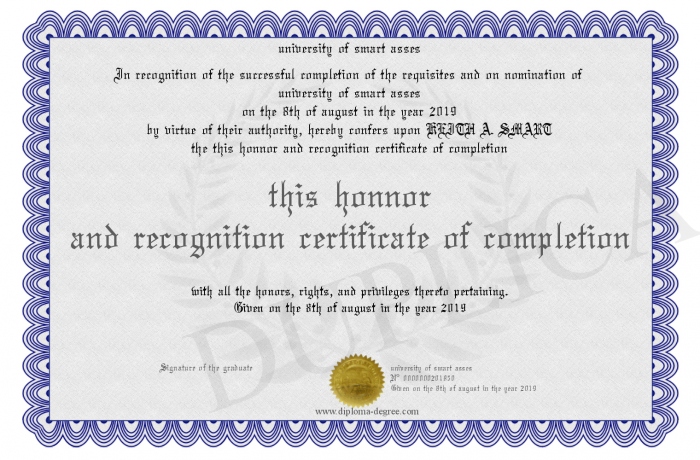 university of smart asses
In recognition of the successful completion of the requisites and on nomination of
university of smart asses
on the 8th of august in the year 2019
by virtue of their authority, hereby confers upon KEITH A. SMART
the this honnor and recognition certificate of completion
this honnor
and recognition certificate of completion
with all the honors, rights, and privileges thereto pertaining.
Given on the 8th of august in the year 2019
Signature of the graduate
university of smart asses
Given on the 8th of august in the year 2019
www.diploma-degree.com
DUPLICA